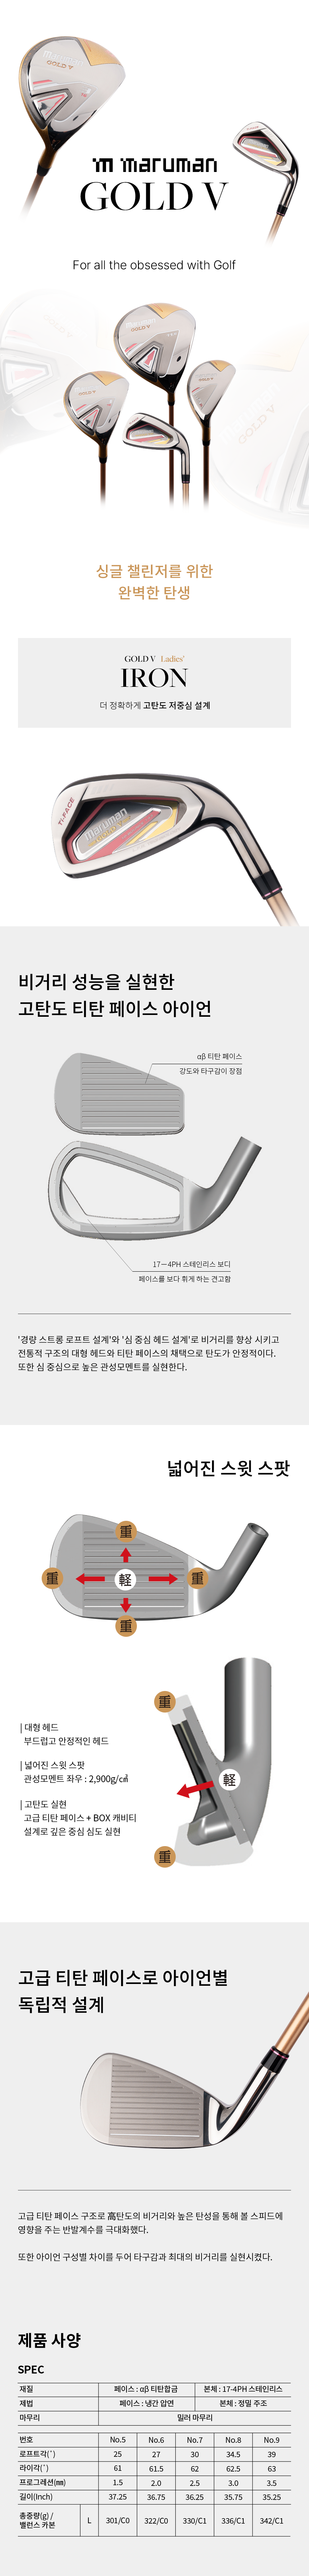 maruman
GOLD V
maruman
GOLD V
For all the obsessed with Golf
싱글 챌린저를 위한
완벽한 탄생
GOLD V Ladies'
IRON
더 정확하게 고탄도 저중심 설계
Ti-FACE
maruman
GOLD V
비거리 성능을 실현한
고탄도 티탄 페이스 아이언
αβ 티탄 페이스
강도와 타구감이 장점
17-4PH 스테인리스 보디
페이스를 보다 휘게 하는 견고함
'경량 스트롱 로프트 설계'와 '심 중심 헤드 설계'로 비거리를 향상 시키고
전통적 구조의 대형 헤드와 티탄 페이스의 채택으로 탄도가 안정적이다.
또한 심 중심으로 높은 관성모멘트를 실현한다.
넓어진 스윗 스팟
重
重 軽 重
重
重
| 대형 헤드
부드럽고 안정적인 헤드
| 넓어진 스윗 스팟
관성모멘트 좌우 : 2,900g/㎠
軽
| 고탄도 실현
고급 티탄 페이스 + BOX 캐비티
설계로 깊은 중심 심도 실현
重
고급 티탄 페이스로 아이언별
독립적 설계
고급 티탄 페이스 구조로 高탄도의 비거리와 높은 탄성을 통해 볼 스피드에
영향을 주는 반발계수를 극대화했다.
또한 아이언 구성별 차이를 두어 타구감과 최대의 비거리를 실현시켰다.
제품 사양
SPEC
재질 페이스 : αβ 티탄합금 본체 : 17-4PH 스테인리스
제법 페이스 : 냉간 압연 본체 : 정밀 주조
마무리 밀러 마무리
번호 No.5 No.6 No.7 No.8 No.9
로프트각(˚) 25 27 30 34.5 39
라이각(˚) 61 61.5 62 62.5 63
프로그레션(㎜) 1.5 2.0 2.5 3.0 3.5
길이(Inch) 37.25 36.75 36.25 35.75 35.25
총중량(g) /
밸런스 카본 L 301/C0 322/C0 330/C1 336/C1 342/C1